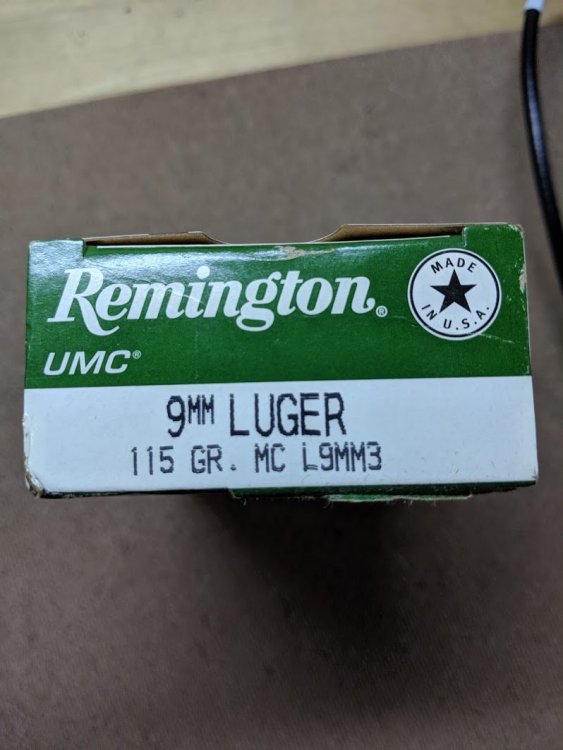 Remington®
MADE
IN U.S.A.
UMC®
9MM LUGER
115 GR. MC L9MM3